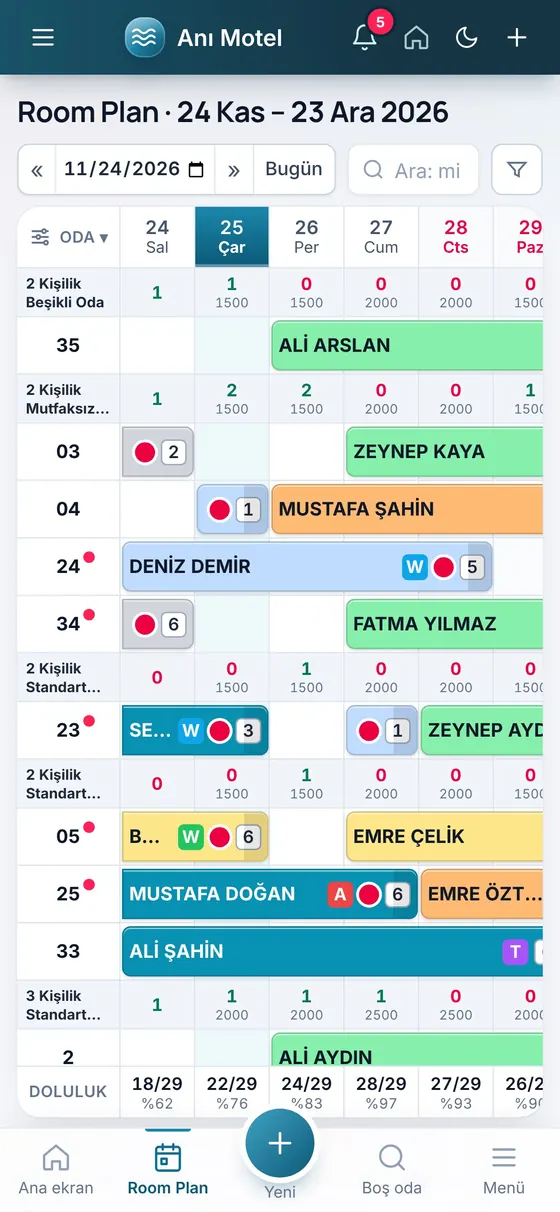 Anı Motel
5
Room Plan · 24 Kas – 23 Ara 2026
« 11/24/2026 » Bugün Ara: mi
ODA ▾ 24 Sal 25 Çar 26 Per 27 Cum 28 Cts 29 Paz
2 Kişilik Beşikli Oda 1 1 1500 0 1500 0 2000 0 2000 0 1500
35 ALİ ARSLAN
2 Kişilik Mutfaksız... 1 2 1500 2 1500 0 2000 0 2000 1 1500
03 2 ZEYNEP KAYA
04 1 MUSTAFA ŞAHİN
24 DENİZ DEMİR W 5
34 6 FATMA YILMAZ
2 Kişilik Standart... 0 0 1500 1 1500 0 2000 0 2000 0 1500
23 SE... W 3 1 ZEYNEP AYD
2 Kişilik Standart... 0 0 1500 1 1500 0 2000 0 2000 0 1500
05 B... W 6 EMRE ÇELİK
25 MUSTAFA DOĞAN A 6 EMRE ÖZT...
33 ALİ ŞAHİN T
3 Kişilik Standart... 1 1 2000 1 2000 1 2500 0 2500 0 2000
2 ALİ AYDIN
DOLULUK 18/29 %62 22/29 %76 24/29 %83 28/29 %97 27/29 %93 26/2
Ana ekran Room Plan Yeni Boş oda Menü